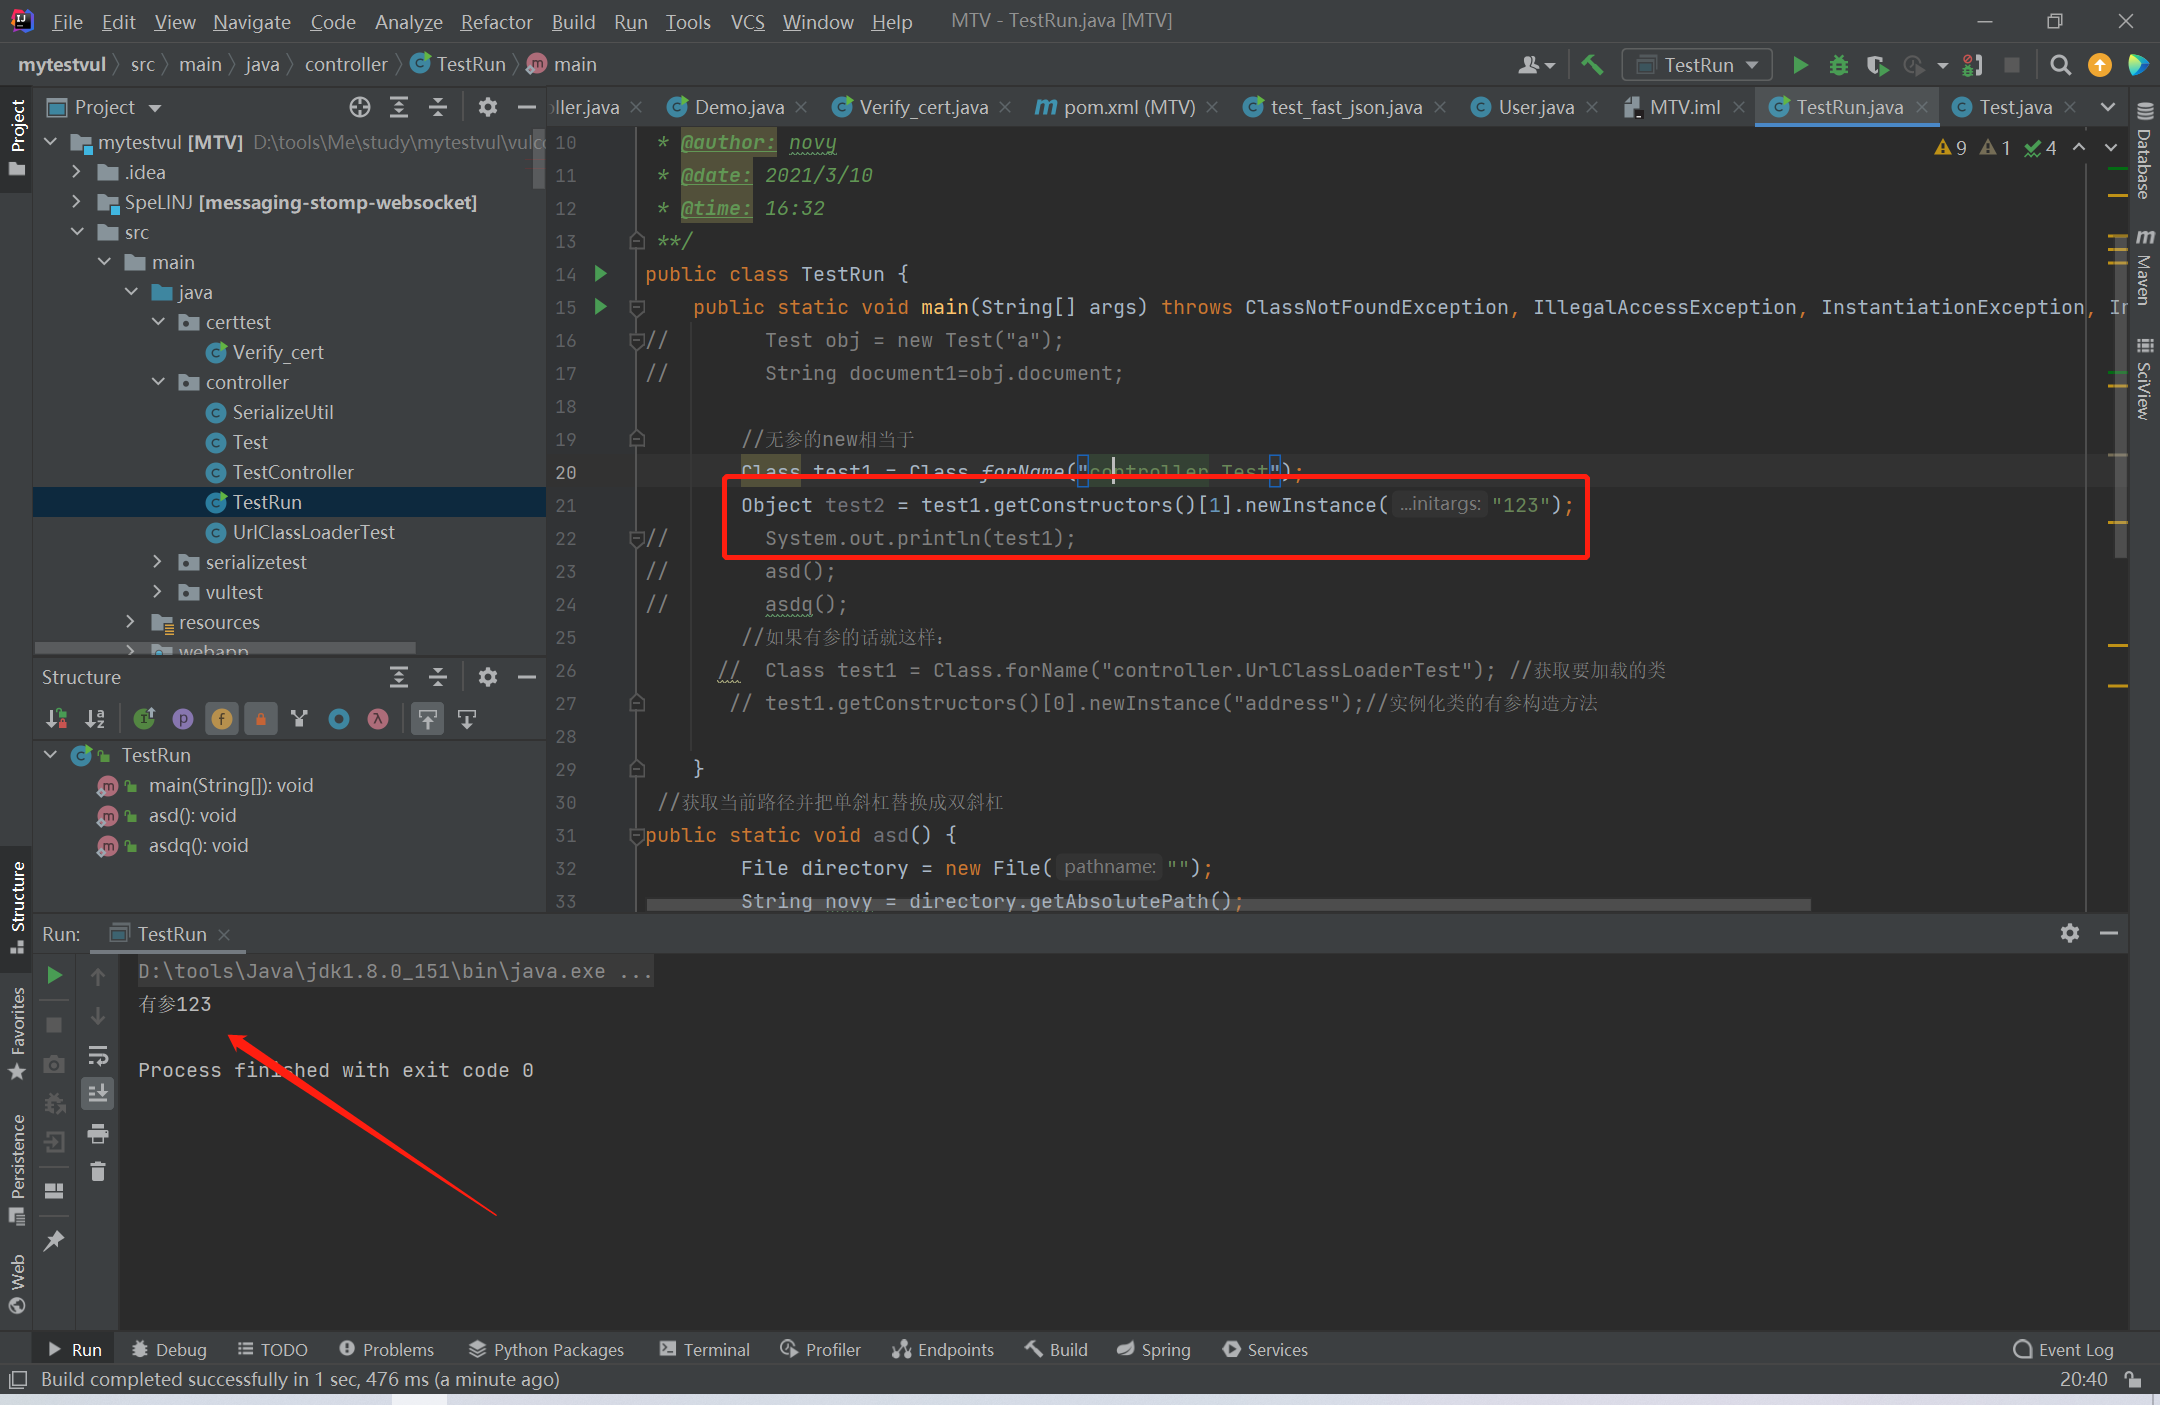 File Edit View Navigate Code Analyze Refactor Build Run Tools VCS Window Help MTV - TestRun.java [MTV]
mytestvul src main java controller TestRun main
TestRun
Project
ller.java Demo.java Verify_cert.java pom.xml (MTV) test_fast_json.java User.java MTV.iml TestRun.java Test.java
mytestvul [MTV] D:\tools\Me\study\mytestvul\vulc
.idea
SpeLINJ [messaging-stomp-websocket]
src
main
java
certtest
Verify_cert
controller
SerializeUtil
Test
TestController
TestRun
UrlClassLoaderTest
serializetest
vultest
resources
webapp
9 1 4
10 * @author: novy
11 * @date: 2021/3/10
12 * @time: 16:32
13 **/
14 public class TestRun {
15 public static void main(String[] args) throws ClassNotFoundException, IllegalAccessException, InstantiationException, In
16 // Test obj = new Test("a");
17 // String document1=obj.document;
18
19 //无参的new相当于
20 Class test1 = Class.forName("controller.Test");
21 Object test2 = test1.getConstructors()[1].newInstance( ...initargs: "123");
22 // System.out.println(test1);
23 // asd();
24 // asdq();
25 //如果有参的话就这样：
26 // Class test1 = Class.forName("controller.UrlClassLoaderTest"); //获取要加载的类
27 // test1.getConstructors()[0].newInstance("address");//实例化类的有参构造方法
28
29 }
30 //获取当前路径并把单斜杠替换成双斜杠
31 public static void asd() {
32 File directory = new File( pathname: "");
33 String novy = directory.getAbsolutePath();
Structure
TestRun
main(String[]): void
asd(): void
asdq(): void
Project
Structure
Favorites
Persistence
Web
Database
Maven
SciView
Run: TestRun
D:\tools\Java\jdk1.8.0_151\bin\java.exe ...
有参123
Process finished with exit code 0
Run Debug TODO Problems Python Packages Terminal Profiler Endpoints Build Spring Services Event Log
Build completed successfully in 1 sec, 476 ms (a minute ago) 20:40